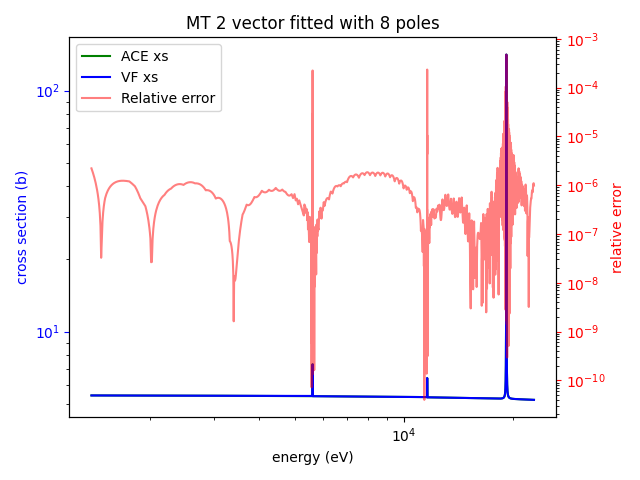 MT 2 vector fitted with 8 poles
ACE xs
VF xs
Relative error
cross section (b)
10²
10¹
10⁴
energy (eV)
relative error
10⁻³
10⁻⁴
10⁻⁵
10⁻⁶
10⁻⁷
10⁻⁸
10⁻⁹
10⁻¹⁰